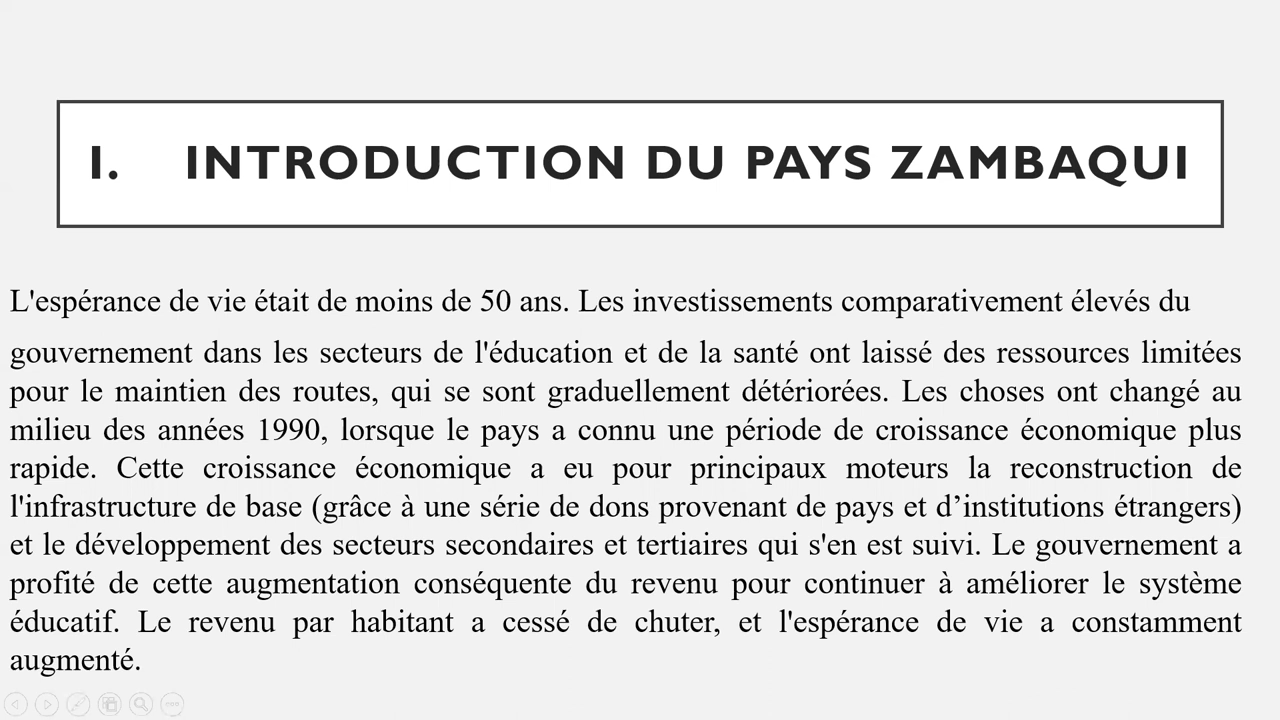 I. INTRODUCTION DU PAYS ZAMBAQUI
L'espérance de vie était de moins de 50 ans. Les investissements comparativement élevés du
gouvernement dans les secteurs de l'éducation et de la santé ont laissé des ressources limitées
pour le maintien des routes, qui se sont graduellement détériorées. Les choses ont changé au
milieu des années 1990, lorsque le pays a connu une période de croissance économique plus
rapide. Cette croissance économique a eu pour principaux moteurs la reconstruction de
l'infrastructure de base (grâce à une série de dons provenant de pays et d’institutions étrangers)
et le développement des secteurs secondaires et tertiaires qui s'en est suivi. Le gouvernement a
profité de cette augmentation conséquente du revenu pour continuer à améliorer le système
éducatif. Le revenu par habitant a cessé de chuter, et l'espérance de vie a constamment
augmenté.